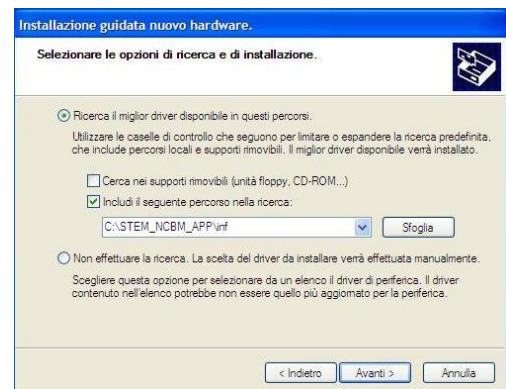 Installazione guidata nuovo hardware.
Selezionare le opzioni di ricerca e di installazione.
Ricerca il miglior driver disponibile in questi percorsi.
Utilizzare le caselle di controllo che seguono per limitare o espandere la ricerca predefinita,
che include percorsi locali e supporti rimovibili. Il miglior driver disponibile verrà installato.
Cerca nei supporti rimovibili (unità floppy, CD-ROM...)
Includi il seguente percorso nella ricerca:
C:\STEM_NCBM_APP\inf
Sfoglia
Non effettuare la ricerca. La scelta del driver da installare verrà effettuata manualmente.
Scegliere questa opzione per selezionare da un elenco il driver di periferica. Il driver
contenuto nell'elenco potrebbe non essere quello più aggiornato per la periferica.
< Indietro Avanti > Annulla